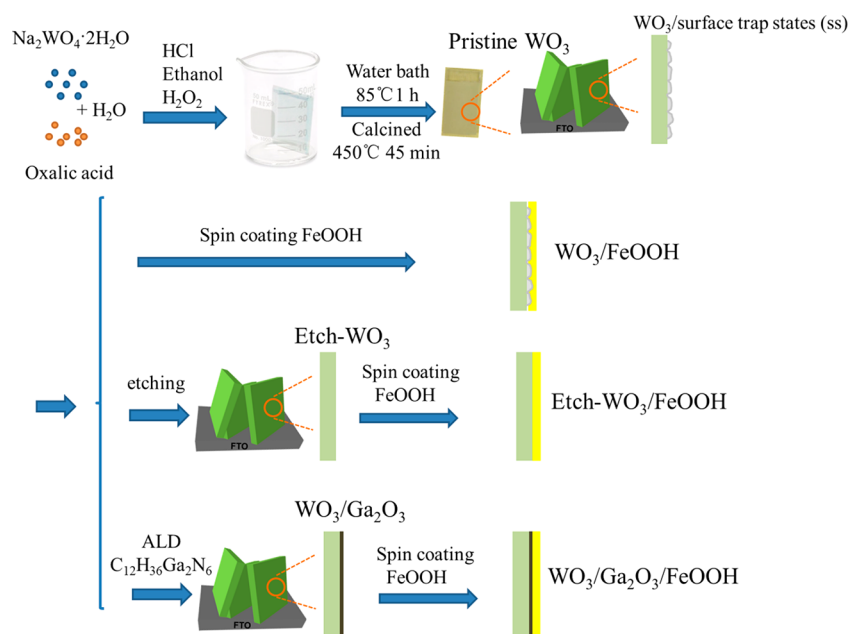 Na₂WO₄·2H₂O
+ H₂O
Oxalic acid
HCl
Ethanol
H₂O₂
Water bath
85℃ 1 h
Calcined
450℃ 45 min
Pristine WO₃
FTO
WO₃/surface trap states (ss)
Spin coating FeOOH
WO₃/FeOOH
etching
FTO
Etch-WO₃
Spin coating
FeOOH
Etch-WO₃/FeOOH
ALD
C₁₂H₃₆Ga₂N₆
FTO
WO₃/Ga₂O₃
Spin coating
FeOOH
WO₃/Ga₂O₃/FeOOH